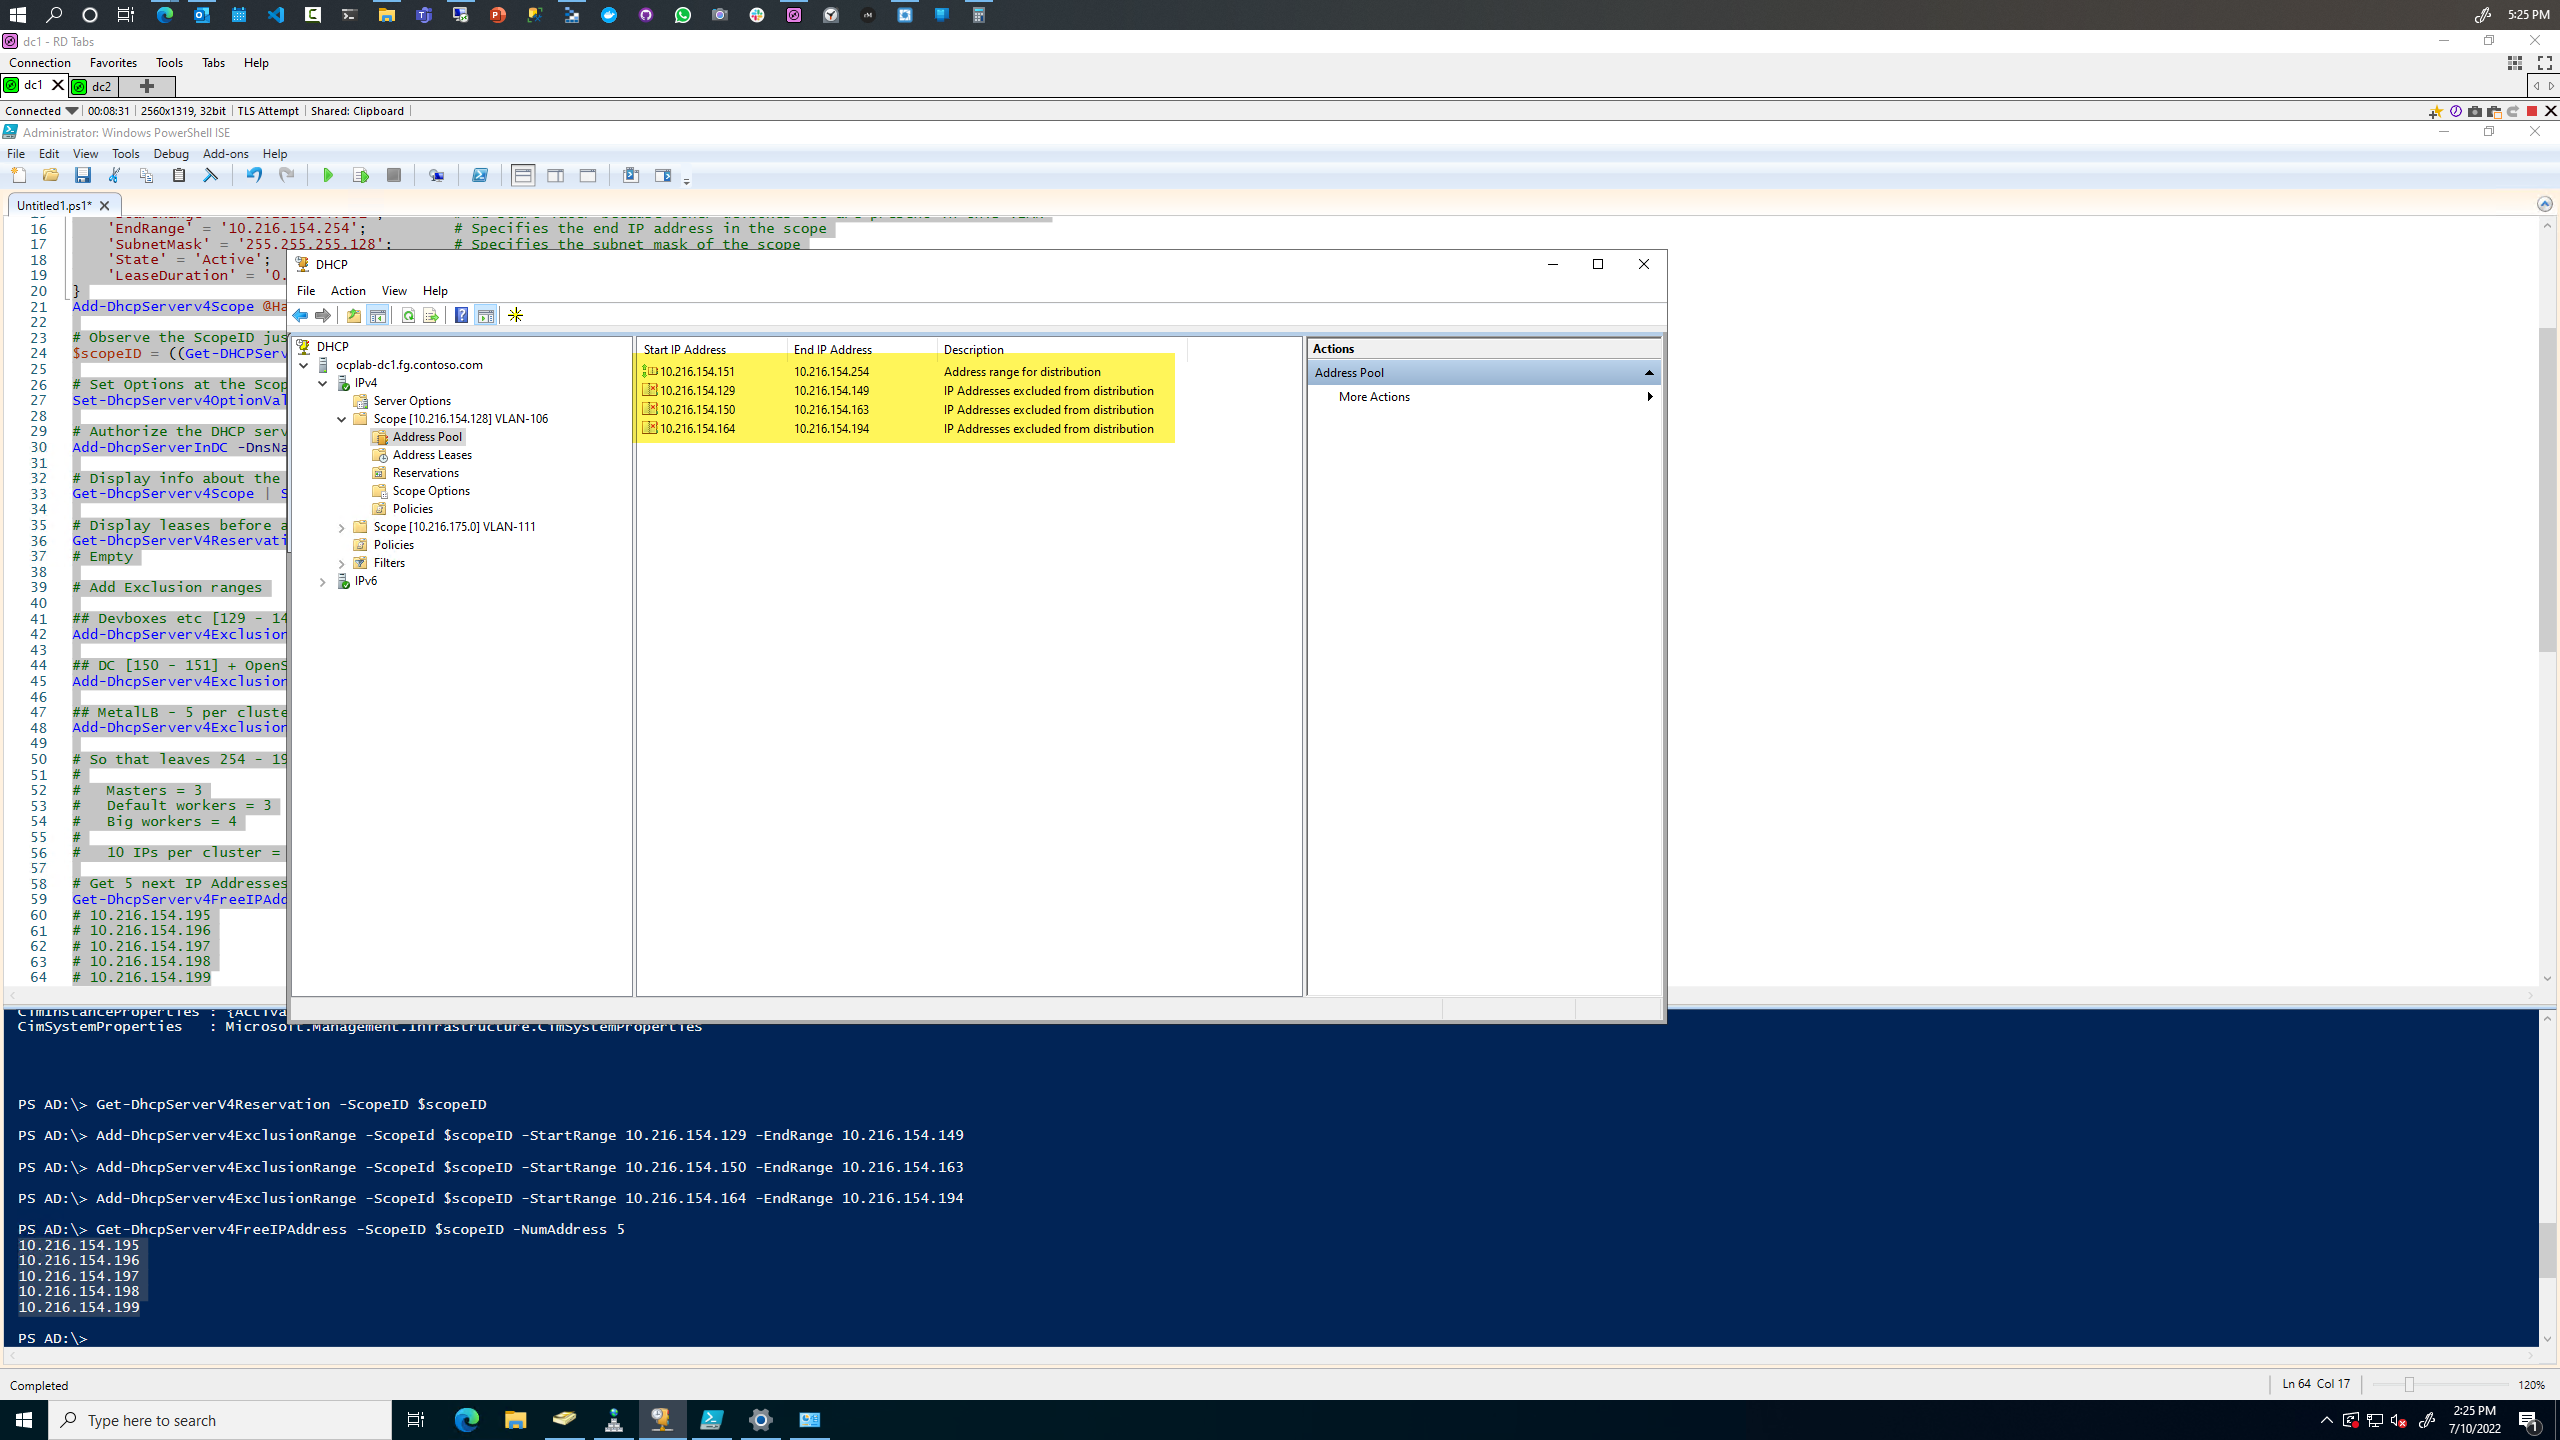 5:25 PM
dc1 - RD Tabs
Connection Favorites Tools Tabs Help
dc1 dc2
Connected 00:08:31 2560x1319, 32bit TLS Attempt Shared: Clipboard
Administrator: Windows PowerShell ISE
File Edit View Tools Debug Add-ons Help
Untitled1.ps1*
16 'EndRange' = '10.216.154.254'; # Specifies the end IP address in the scope
17 'SubnetMask' = '255.255.255.128'; # Specifies the subnet mask of the scope
18 'State' = 'Active';
19 'LeaseDuration' = '0.
20 }
21 Add-DhcpServerv4Scope @Ha
22
23 # Observe the ScopeID jus
24 $scopeID = ((Get-DHCPServ
25
26 # Set Options at the Scop
27 Set-DhcpServerv4OptionVal
28
29 # Authorize the DHCP serv
30 Add-DhcpServerInDC -DnsNa
31
32 # Display info about the
33 Get-DhcpServerv4Scope | S
34
35 # Display leases before a
36 Get-DhcpServerV4Reservati
37 # Empty
38
39 # Add Exclusion ranges
40
41 ## Devboxes etc [129 - 14
42 Add-DhcpServerv4Exclusion
43
44 ## DC [150 - 151] + OpenS
45 Add-DhcpServerv4Exclusion
46
47 ## MetalLB - 5 per cluste
48 Add-DhcpServerv4Exclusion
49
50 # So that leaves 254 - 19
51 #
52 # Masters = 3
53 # Default workers = 3
54 # Big workers = 4
55 #
56 # 10 IPs per cluster =
57
58 # Get 5 next IP Addresses
59 Get-DhcpServerv4FreeIPAdd
60 # 10.216.154.195
61 # 10.216.154.196
62 # 10.216.154.197
63 # 10.216.154.198
64 # 10.216.154.199
DHCP
File Action View Help
DHCP
ocplab-dc1.fg.contoso.com
IPv4
Server Options
Scope [10.216.154.128] VLAN-106
Address Pool
Address Leases
Reservations
Scope Options
Policies
Scope [10.216.175.0] VLAN-111
Policies
Filters
IPv6
Start IP Address End IP Address Description
10.216.154.151 10.216.154.254 Address range for distribution
10.216.154.129 10.216.154.149 IP Addresses excluded from distribution
10.216.154.150 10.216.154.163 IP Addresses excluded from distribution
10.216.154.164 10.216.154.194 IP Addresses excluded from distribution
Actions
Address Pool
More Actions
CimInstanceProperties : {Activa
CimSystemProperties : Microsoft.Management.Infrastructure.CimSystemProperties
PS AD:\> Get-DhcpServerV4Reservation -ScopeID $scopeID
PS AD:\> Add-DhcpServerv4ExclusionRange -ScopeId $scopeID -StartRange 10.216.154.129 -EndRange 10.216.154.149
PS AD:\> Add-DhcpServerv4ExclusionRange -ScopeId $scopeID -StartRange 10.216.154.150 -EndRange 10.216.154.163
PS AD:\> Add-DhcpServerv4ExclusionRange -ScopeId $scopeID -StartRange 10.216.154.164 -EndRange 10.216.154.194
PS AD:\> Get-DhcpServerv4FreeIPAddress -ScopeID $scopeID -NumAddress 5
10.216.154.195
10.216.154.196
10.216.154.197
10.216.154.198
10.216.154.199
PS AD:\>
Completed
Ln 64 Col 17 120%
Type here to search
2:25 PM
7/10/2022
1